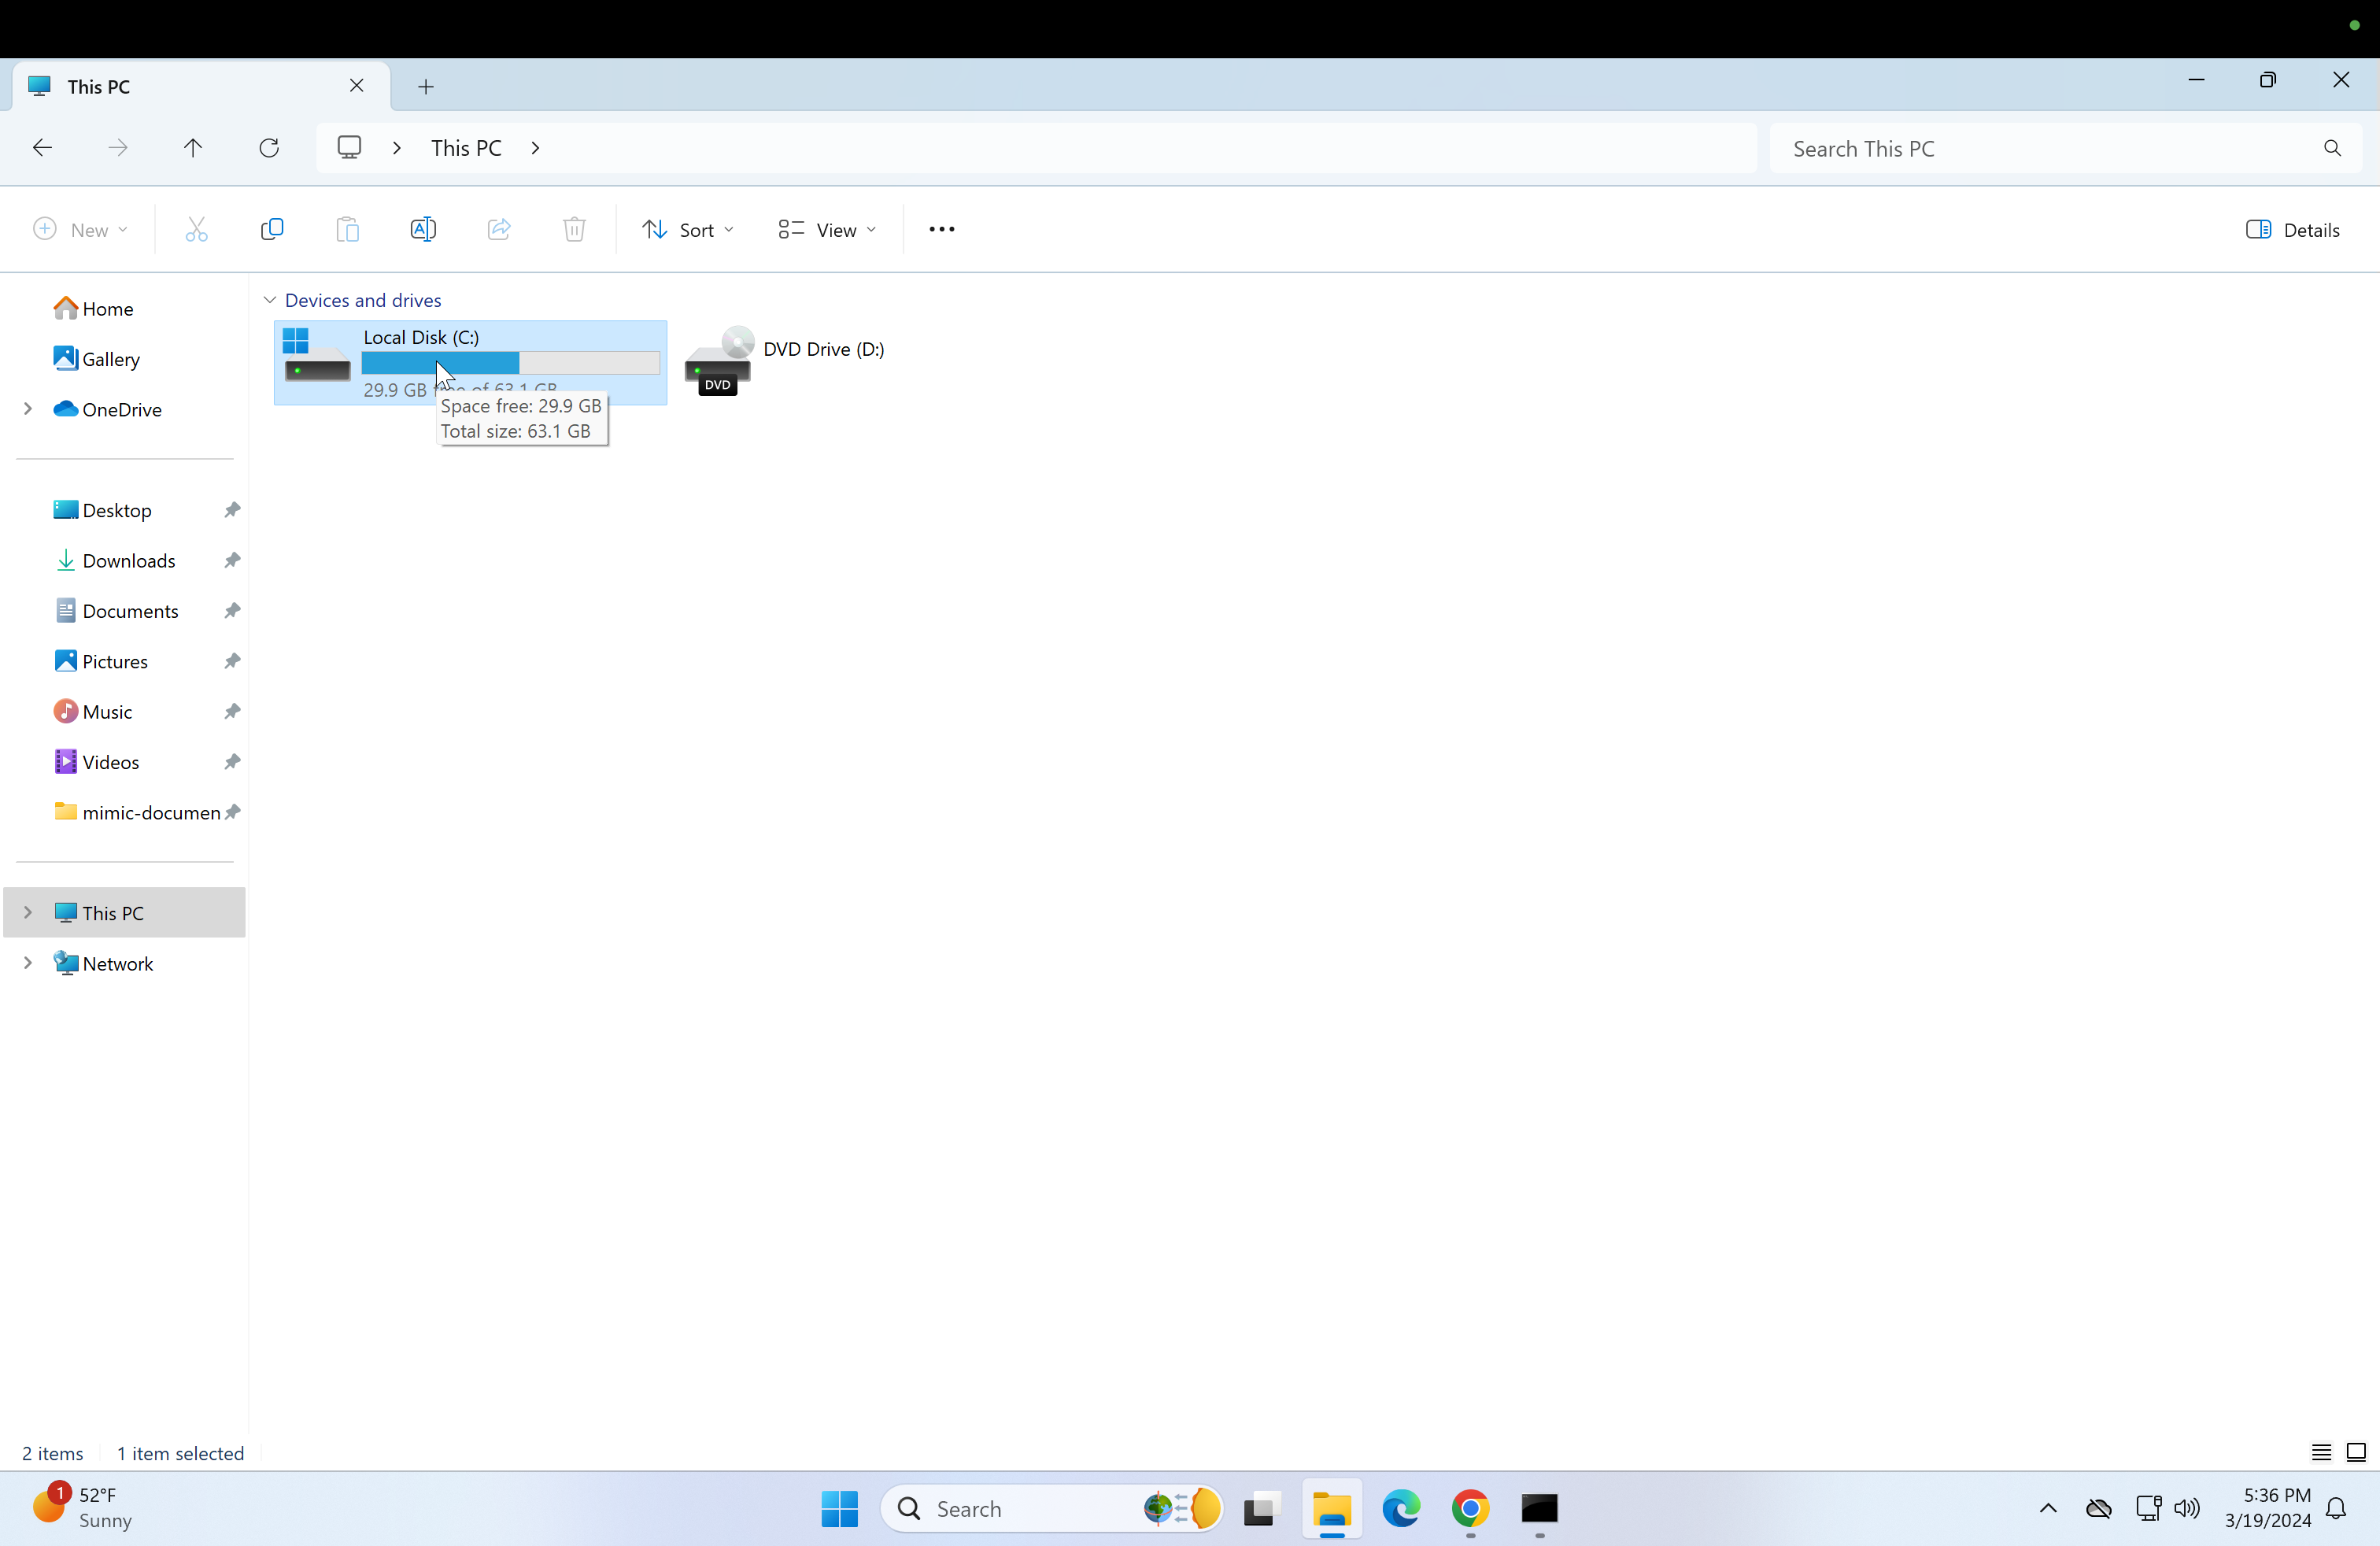 This PC
This PC
Search This PC
New
Sort
View
Details
Home
Gallery
OneDrive
Desktop
Downloads
Documents
Pictures
Music
Videos
mimic-documen
This PC
Network
Devices and drives
Local Disk (C:)
29.9 GB free of 63.1 GB
Space free: 29.9 GB
Total size: 63.1 GB
DVD Drive (D:)
DVD
2 items
1 item selected
1
52°F
Sunny
Search
5:36 PM
3/19/2024